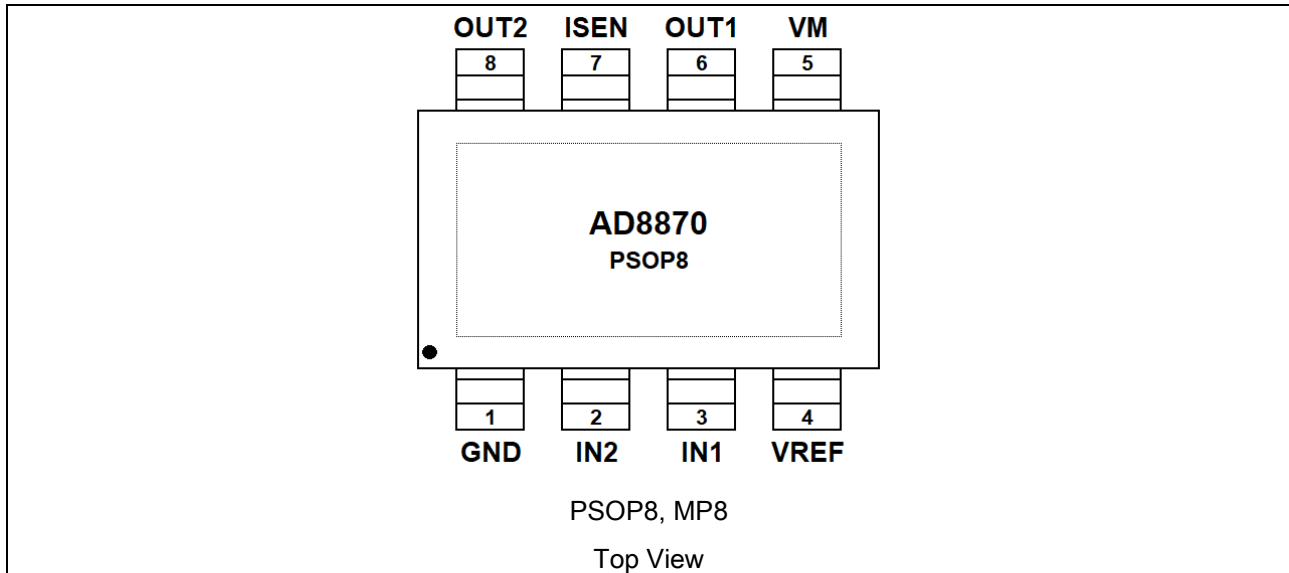 OUT2 ISEN OUT1 VM
8 7 6 5
AD8870
PSOP8
1 2 3 4
GND IN2 IN1 VREF
PSOP8, MP8
Top View